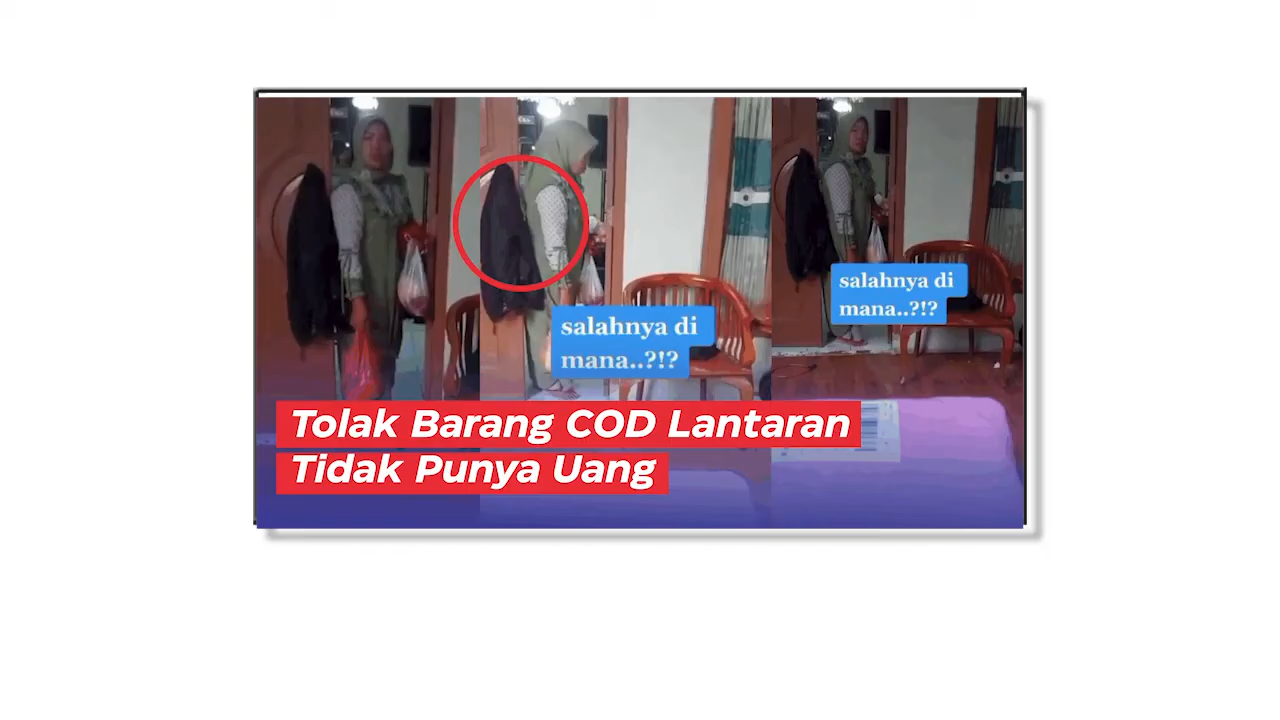 salahnya di
mana..?!?
salahnya di
mana..?!?
Tolak Barang COD Lantaran
Tidak Punya Uang